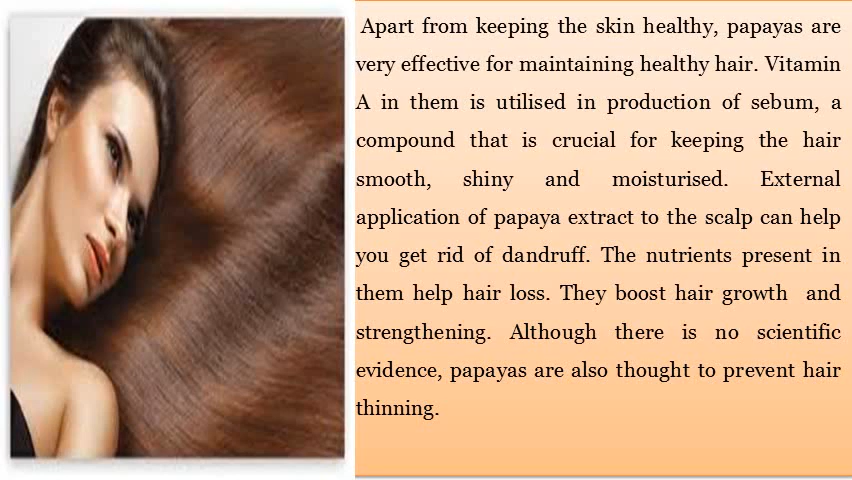 Apart from keeping the skin healthy, papayas are
very effective for maintaining healthy hair. Vitamin
A in them is utilised in production of sebum, a
compound that is crucial for keeping the hair
smooth, shiny and moisturised. External
application of papaya extract to the scalp can help
you get rid of dandruff. The nutrients present in
them help hair loss. They boost hair growth  and
strengthening. Although there is no scientific
evidence, papayas are also thought to prevent hair
thinning.